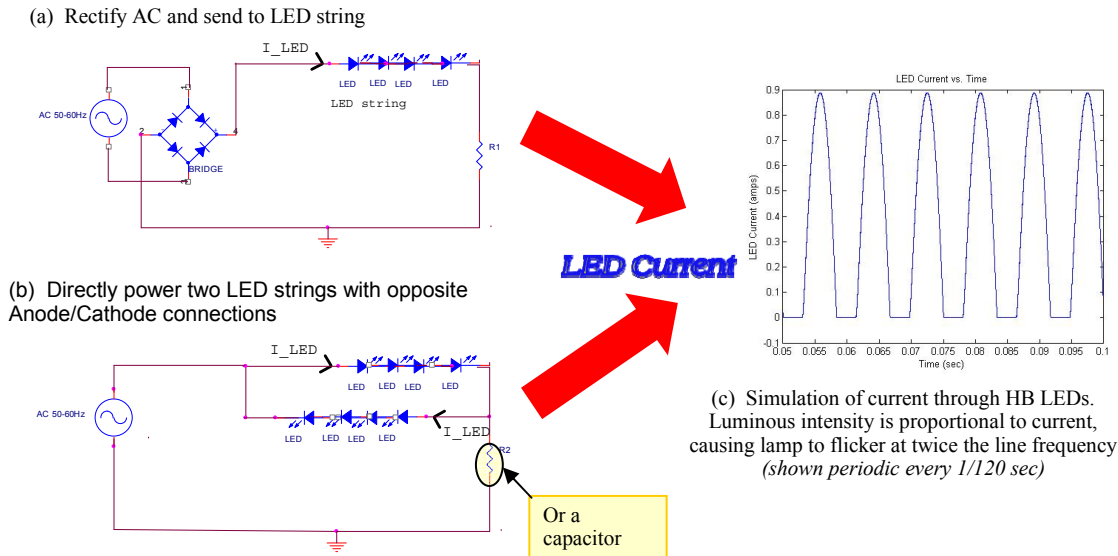 (a) Rectify AC and send to LED string
I_LED
LED LED LED LED
LED string
AC 50-60Hz
2
4
BRIDGE
R1
(b) Directly power two LED strings with opposite
Anode/Cathode connections
I_LED
LED LED LED LED
AC 50-60Hz
LED LED LED LED
I_LED
R2
Or a
capacitor
LED Current
LED Current vs. Time
LED Current (amps)
0.9
0.8
0.7
0.6
0.5
0.4
0.3
0.2
0.1
0
-0.1
0.05 0.055 0.06 0.065 0.07 0.075 0.08 0.085 0.09 0.095 0.1
Time (sec)
(c) Simulation of current through HB LEDs.
Luminous intensity is proportional to current,
causing lamp to flicker at twice the line frequency
(shown periodic every 1/120 sec)